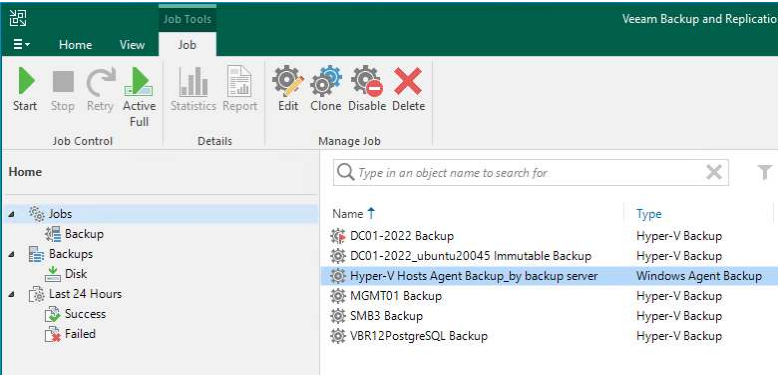 Job Tools
Veeam Backup and Replicatio
Home View Job
Start Stop Retry Active Full Statistics Report Edit Clone Disable Delete
Job Control Details Manage Job
Home
Type in an object name to search for
Jobs
Backup
Backups
Disk
Last 24 Hours
Success
Failed
Name Type
DC01-2022 Backup Hyper-V Backup
DC01-2022_ubuntu20045 Immutable Backup Hyper-V Backup
Hyper-V Hosts Agent Backup_by backup server Windows Agent Backup
MGMT01 Backup Hyper-V Backup
SMB3 Backup Hyper-V Backup
VBR12PostgreSQL Backup Hyper-V Backup